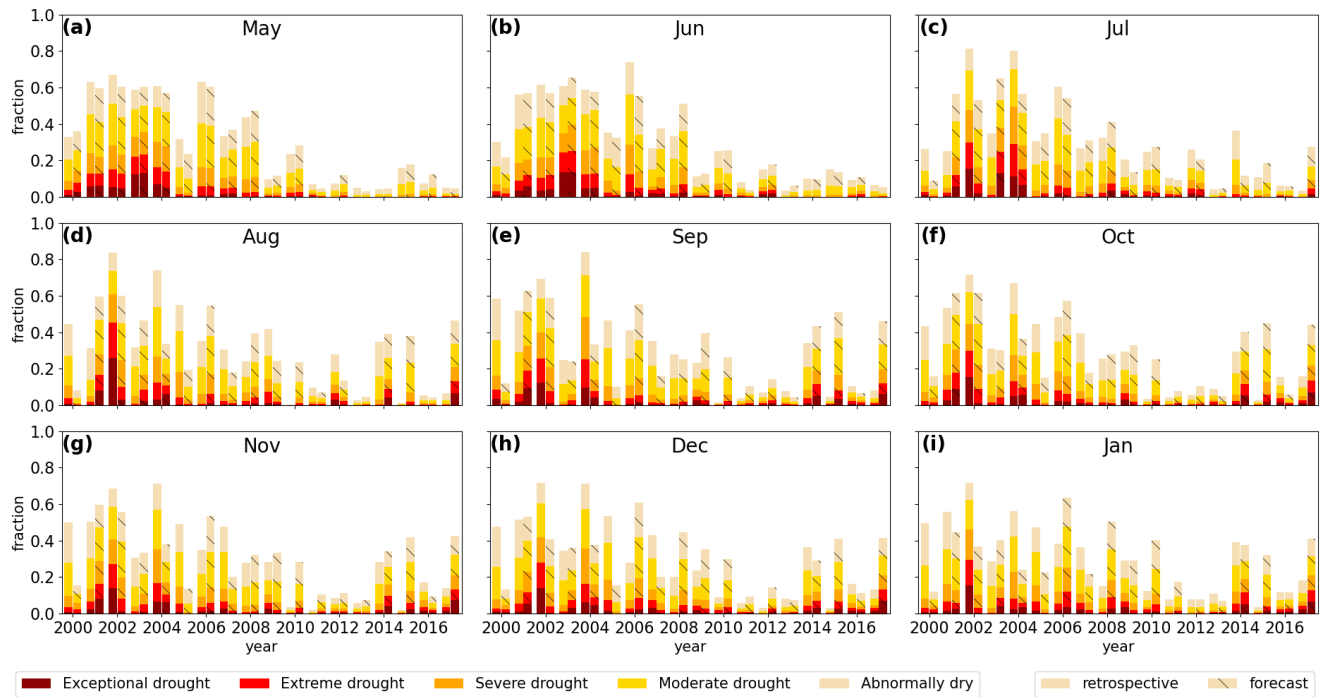 (a) May
(b) Jun
(c) Jul
fraction
1.0
0.8
0.6
0.4
0.2
0.0
(d) Aug
(e) Sep
(f) Oct
fraction
1.0
0.8
0.6
0.4
0.2
0.0
(g) Nov
(h) Dec
(i) Jan
fraction
1.0
0.8
0.6
0.4
0.2
0.0
2000 2002 2004 2006 2008 2010 2012 2014 2016
2000 2002 2004 2006 2008 2010 2012 2014 2016
2000 2002 2004 2006 2008 2010 2012 2014 2016
year
year
year
Exceptional drought Extreme drought Severe drought Moderate drought Abnormally dry
retrospective forecast